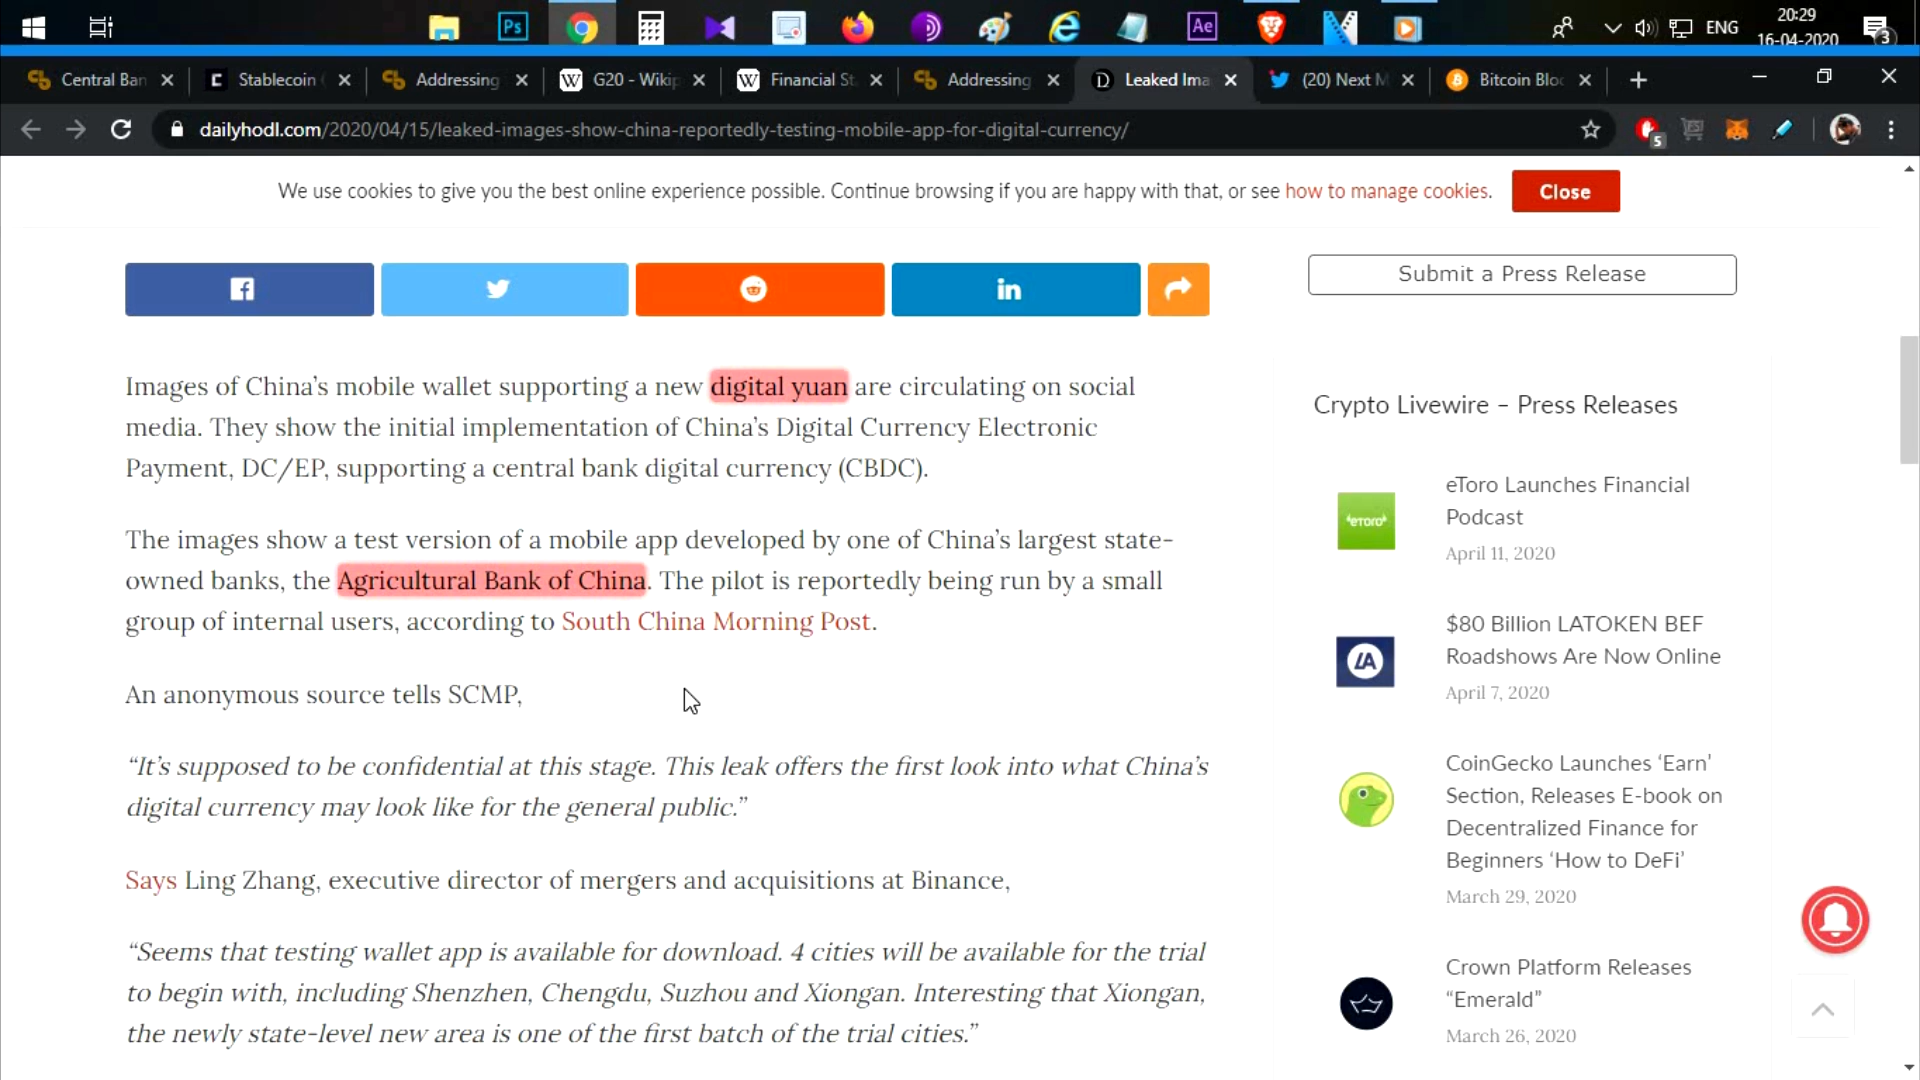 Ps
Ae
ENG
20:29
16-04-2020
3
Central Ban
Stablecoin
Addressing
G20 - Wikip
Financial St
Addressing
Leaked Ima
(20) Next M
Bitcoin Bloc
dailyhodl.com/2020/04/15/leaked-images-show-china-reportedly-testing-mobile-app-for-digital-currency/
5
We use cookies to give you the best online experience possible. Continue browsing if you are happy with that, or see how to manage cookies.
Close
Submit a Press Release
Images of China’s mobile wallet supporting a new digital yuan are circulating on social
media. They show the initial implementation of China’s Digital Currency Electronic
Payment, DC/EP, supporting a central bank digital currency (CBDC).
The images show a test version of a mobile app developed by one of China’s largest state-
owned banks, the Agricultural Bank of China. The pilot is reportedly being run by a small
group of internal users, according to South China Morning Post.
An anonymous source tells SCMP,
“It’s supposed to be confidential at this stage. This leak offers the first look into what China’s
digital currency may look like for the general public.”
Says Ling Zhang, executive director of mergers and acquisitions at Binance,
“Seems that testing wallet app is available for download. 4 cities will be available for the trial
to begin with, including Shenzhen, Chengdu, Suzhou and Xiongan. Interesting that Xiongan,
the newly state-level new area is one of the first batch of the trial cities.”
Crypto Livewire – Press Releases
eToro
eToro Launches Financial
Podcast
April 11, 2020
LA
$80 Billion LATOKEN BEF
Roadshows Are Now Online
April 7, 2020
CoinGecko Launches ‘Earn’
Section, Releases E-book on
Decentralized Finance for
Beginners ‘How to DeFi’
March 29, 2020
Crown Platform Releases
“Emerald”
March 26, 2020